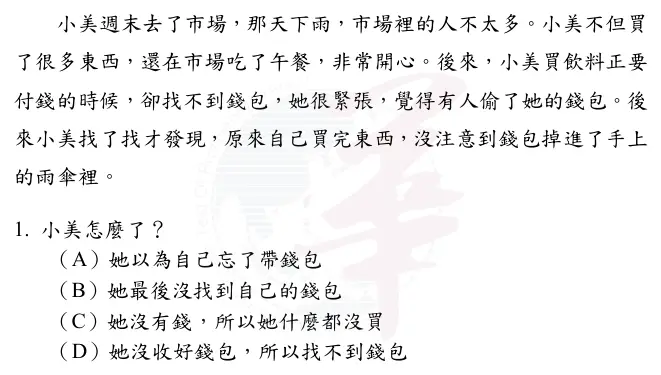 小美週末去了市場，那天下雨，市場裡的人不太多。小美不但買
了很多東西，還在市場吃了午餐，非常開心。後來，小美買飲料正要
付錢的時候，卻找不到錢包，她很緊張，覺得有人偷了她的錢包。後
來小美找了找才發現，原來自己買完東西，沒注意到錢包掉進了手上
的雨傘裡。
1. 小美怎麼了？
（A）她以為自己忘了帶錢包
（B）她最後沒找到自己的錢包
（C）她沒有錢，所以她什麼都沒買
（D）她沒收好錢包，所以找不到錢包